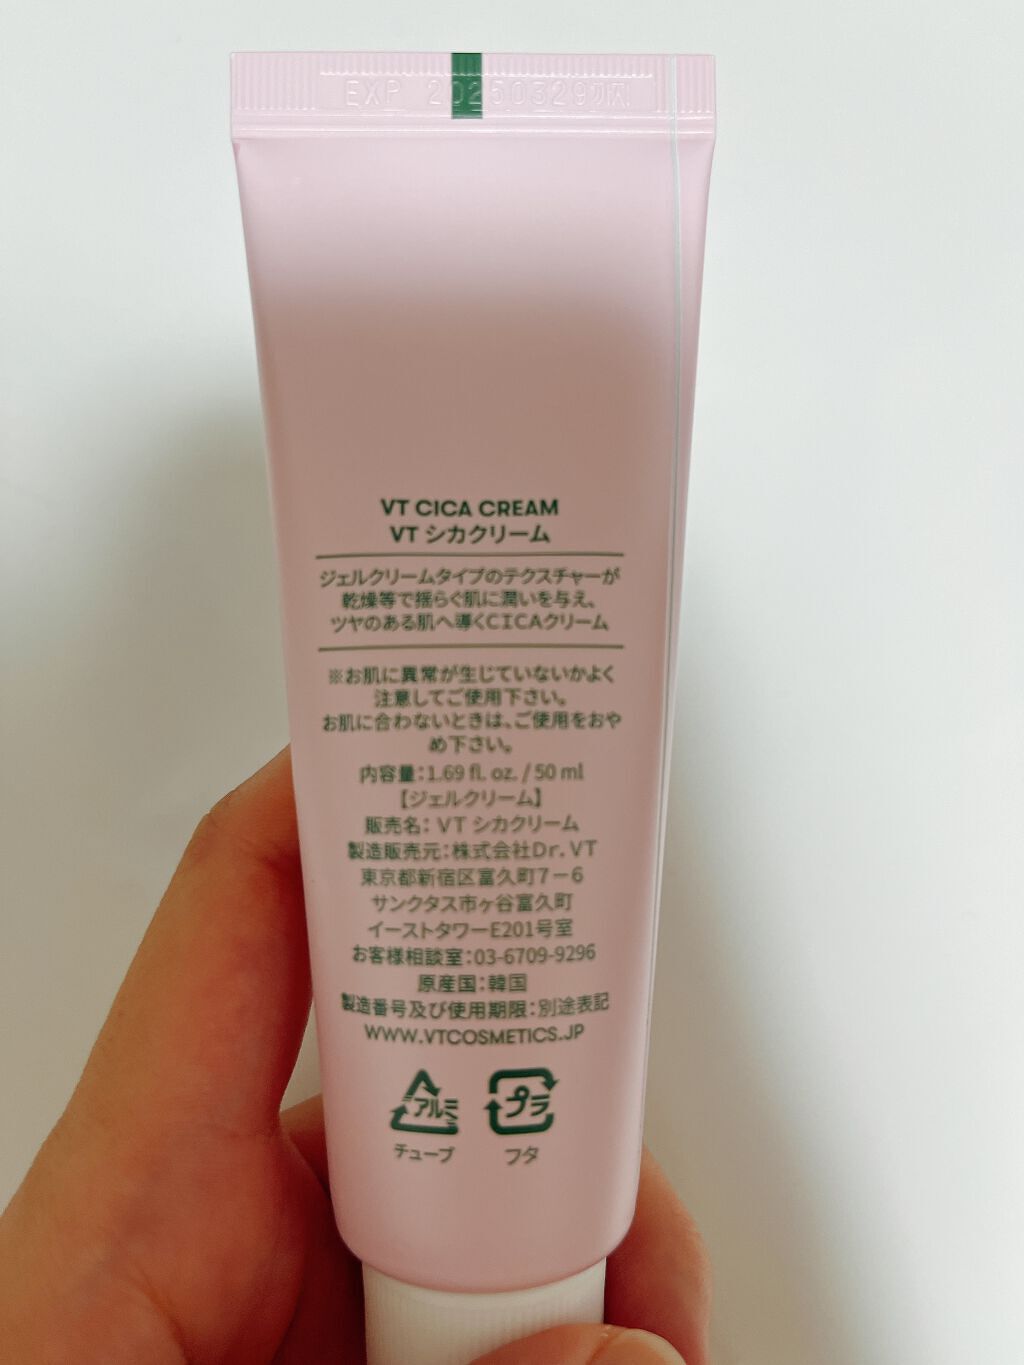 EXP 20250329까지
VT CICA CREAM
VT シカクリーム
ジェルクリームタイプのテクスチャーが
乾燥等で揺らぐ肌に潤いを与え、
ツヤのある肌へ導くCICAクリーム
※お肌に異常が生じていないかよく
注意してご使用下さい。
お肌に合わないときは、ご使用をおや
め下さい。
内容量:1.69 fl. oz. / 50 ml
【ジェルクリーム】
販売名: VT シカクリーム
製造販売元:株式会社Dr. VT
東京都新宿区富久町7-6
サンクタス市ヶ谷富久町
イーストタワーE201号室
お客様相談室:03-6709-9296
原産国:韓国
製造番号及び使用期限:別途表記
WWW.VTCOSMETICS.JP
アルミ プラ
チューブ フタ